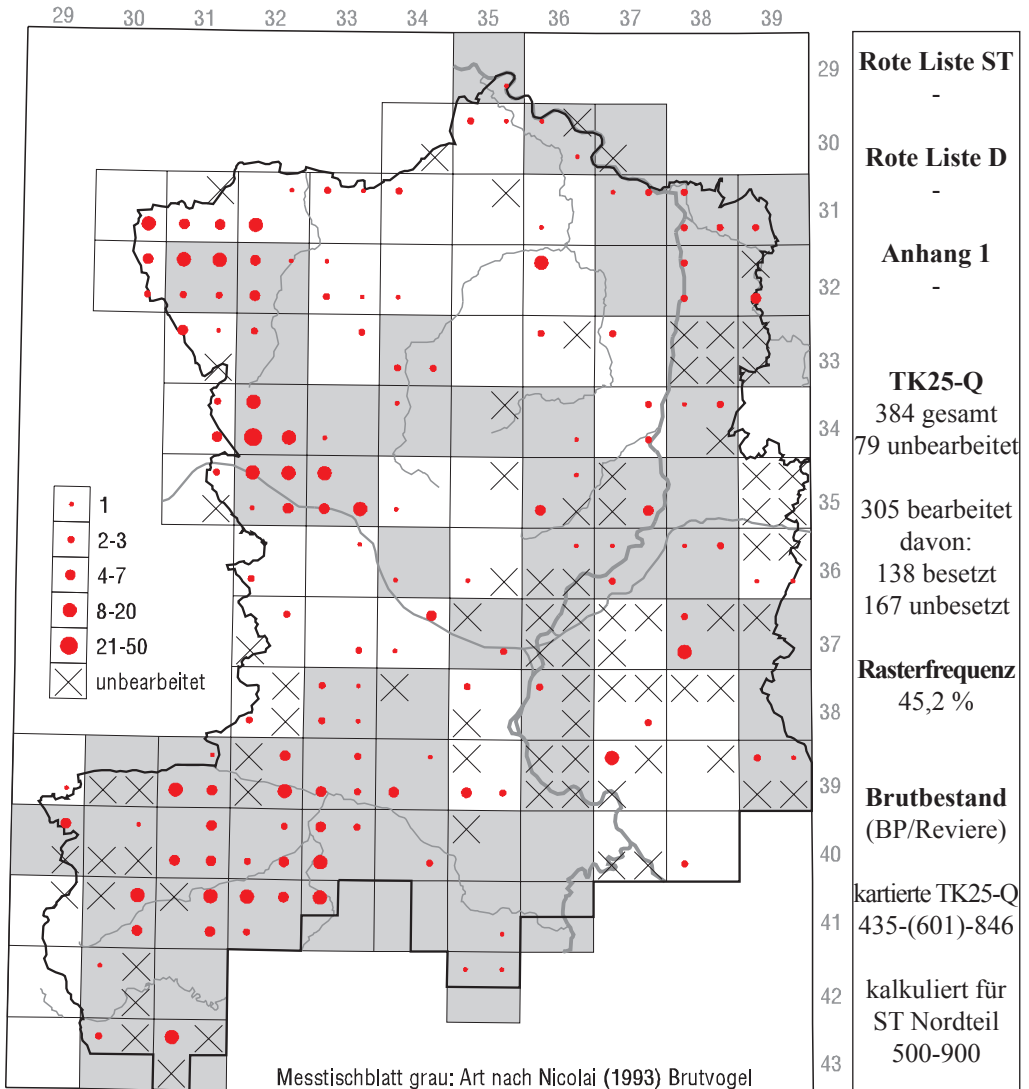 29 30 31 32 33 34 35 36 37 38 39
29
30
31
32
33
34
35
36
37
38
39
40
41
42
43
1
2-3
4-7
8-20
21-50
unbearbeitet
Messtischblatt grau: Art nach Nicolai (1993) Brutvogel
Rote Liste ST
-
Rote Liste D
-
Anhang 1
-
TK25-Q
384 gesamt
79 unbearbeitet
305 bearbeitet
davon:
138 besetzt
167 unbesetzt
Rasterfrequenz
45,2 %
Brutbestand
(BP/Reviere)
kartierte TK25-Q
435-(601)-846
kalkuliert für
ST Nordteil
500-900